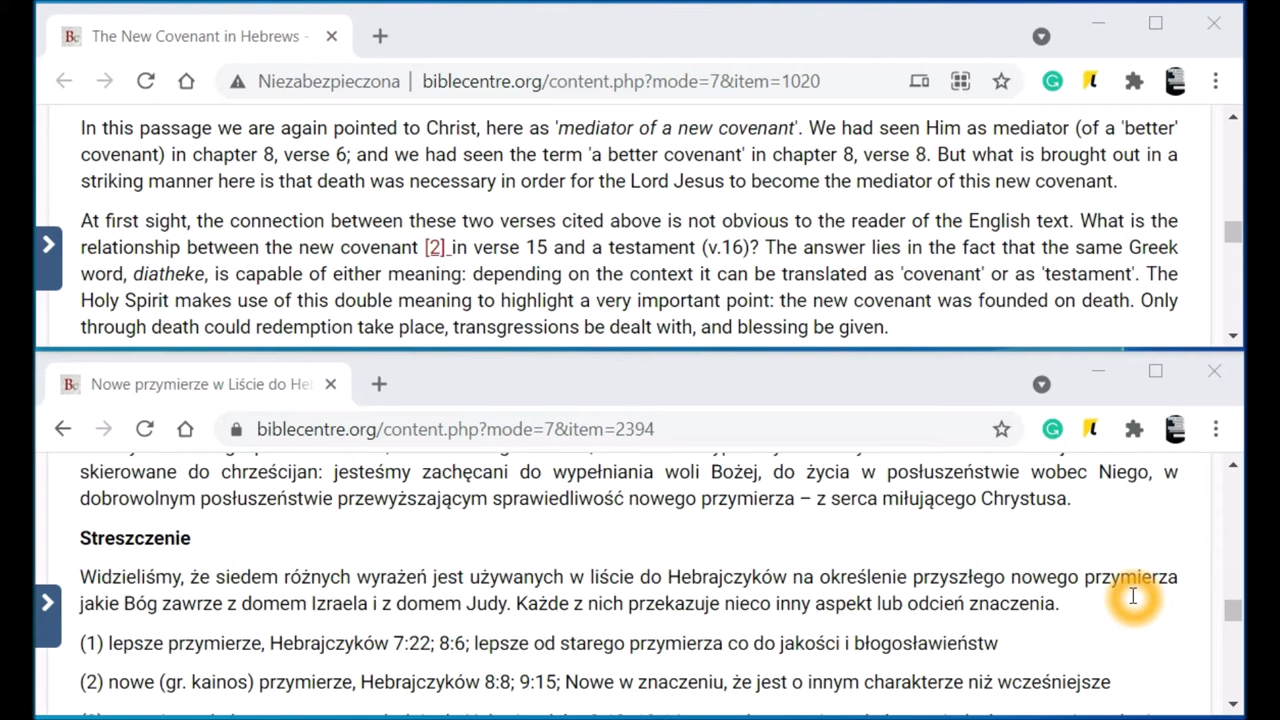 The New Covenant in Hebrews -
Niezabezpieczona | biblecentre.org/content.php?mode=7&item=1020
In this passage we are again pointed to Christ, here as 'mediator of a new covenant'. We had seen Him as mediator (of a 'better'
covenant) in chapter 8, verse 6; and we had seen the term 'a better covenant' in chapter 8, verse 8. But what is brought out in a
striking manner here is that death was necessary in order for the Lord Jesus to become the mediator of this new covenant.
At first sight, the connection between these two verses cited above is not obvious to the reader of the English text. What is the
relationship between the new covenant [2] in verse 15 and a testament (v.16)? The answer lies in the fact that the same Greek
word, diatheke, is capable of either meaning: depending on the context it can be translated as 'covenant' or as 'testament'. The
Holy Spirit makes use of this double meaning to highlight a very important point: the new covenant was founded on death. Only
through death could redemption take place, transgressions be dealt with, and blessing be given.
Nowe przymierze w Liście do He
biblecentre.org/content.php?mode=7&item=2394
skierowane do chrześcijan: jesteśmy zachęcani do wypełniania woli Bożej, do życia w posłuszeństwie wobec Niego, w
dobrowolnym posłuszeństwie przewyższającym sprawiedliwość nowego przymierza – z serca miłującego Chrystusa.
Streszczenie
Widzieliśmy, że siedem różnych wyrażeń jest używanych w liście do Hebrajczyków na określenie przyszłego nowego przymierza
jakie Bóg zawrze z domem Izraela i z domem Judy. Każde z nich przekazuje nieco inny aspekt lub odcień znaczenia.
(1) lepsze przymierze, Hebrajczyków 7:22; 8:6; lepsze od starego przymierza co do jakości i błogosławieństw
(2) nowe (gr. kainos) przymierze, Hebrajczyków 8:8; 9:15; Nowe w znaczeniu, że jest o innym charakterze niż wcześniejsze